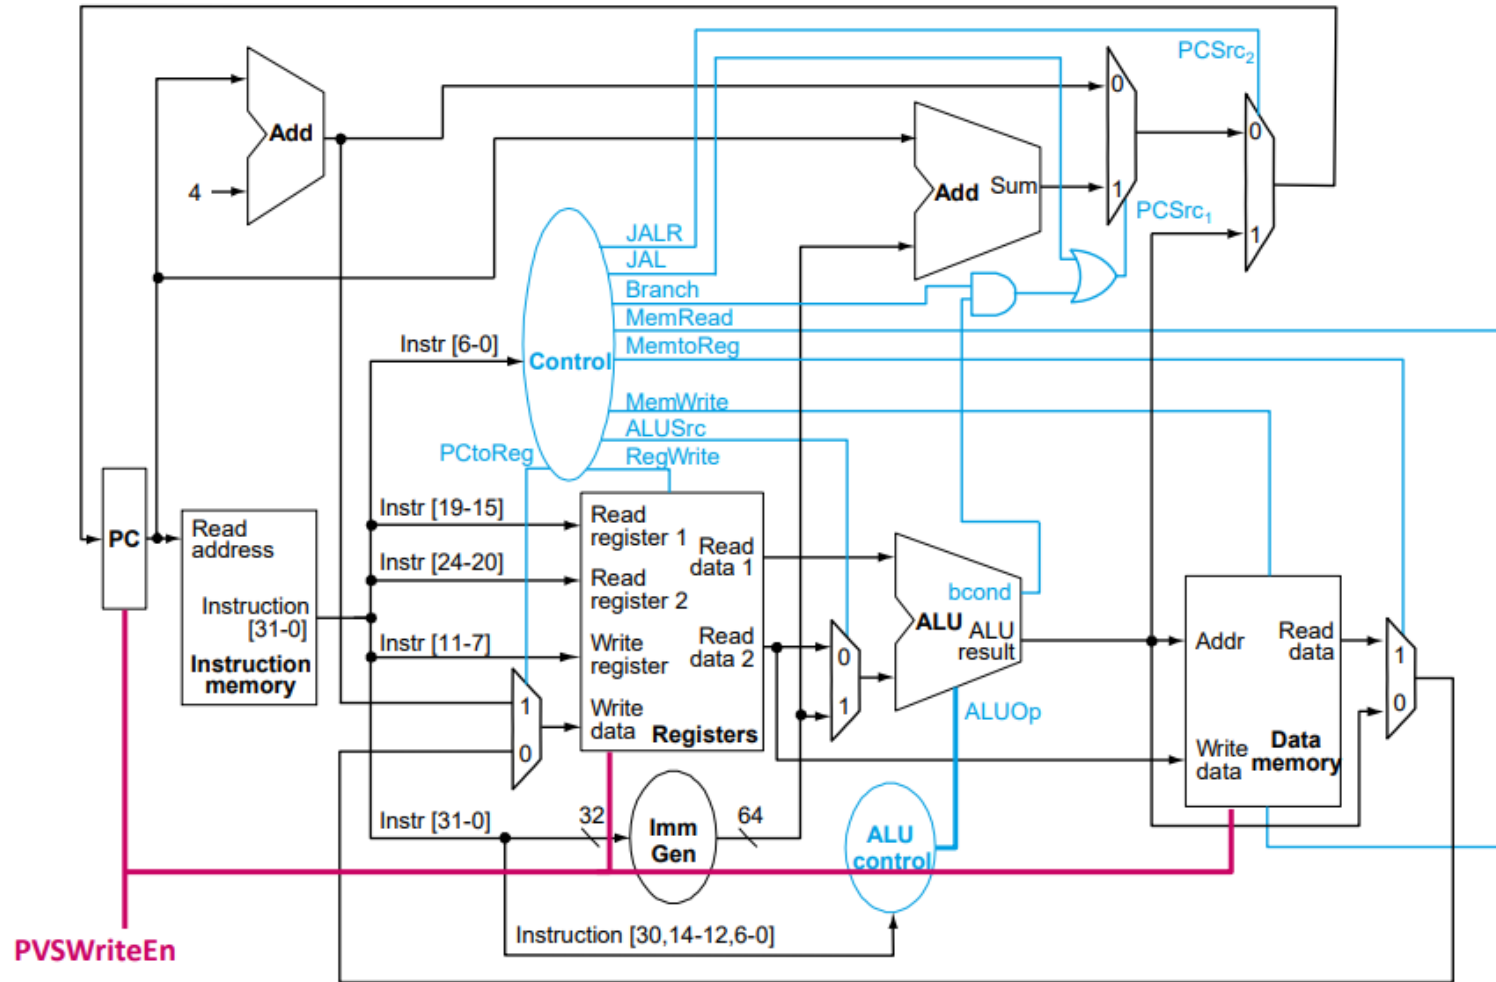 PCSrc2
0
Add
4
0
1
Add Sum
PCSrc1
0
1
JALR
JAL
Branch
MemRead
MemtoReg
Instr [6-0]
Control
MemWrite
ALUSrc
PCtoReg
RegWrite
PC
Read
address
Instruction
[31-0]
Instruction
memory
Instr [19-15]
Instr [24-20]
Instr [11-7]
1
0
Read
register 1
Read
data 1
Read
register 2
Write
register
Read
data 2
Write
data
Registers
0
1
bcond
ALU
ALU
result
ALUOp
Addr
Read
data
Write
data
Data
memory
1
0
Instr [31-0]
32
Imm
Gen
64
ALU
control
Instruction [30,14-12,6-0]
PVSWriteEn